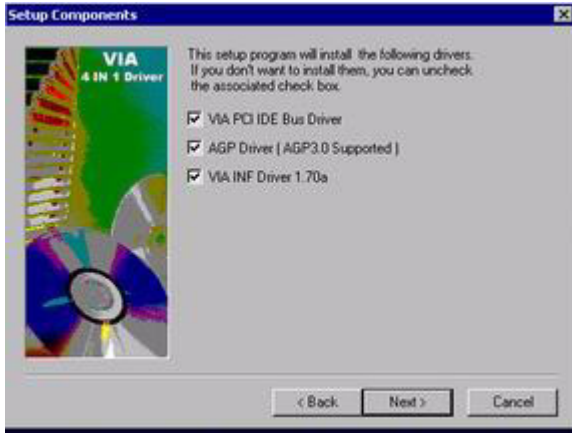 Setup Components
VIA
4 IN 1 Driver
This setup program will install the following drivers.
If you don't want to install them, you can uncheck
the associated check box.
VIA PCI IDE Bus Driver
AGP Driver ( AGP3.0 Supported )
VIA INF Driver 1.70a
< Back
Next >
Cancel